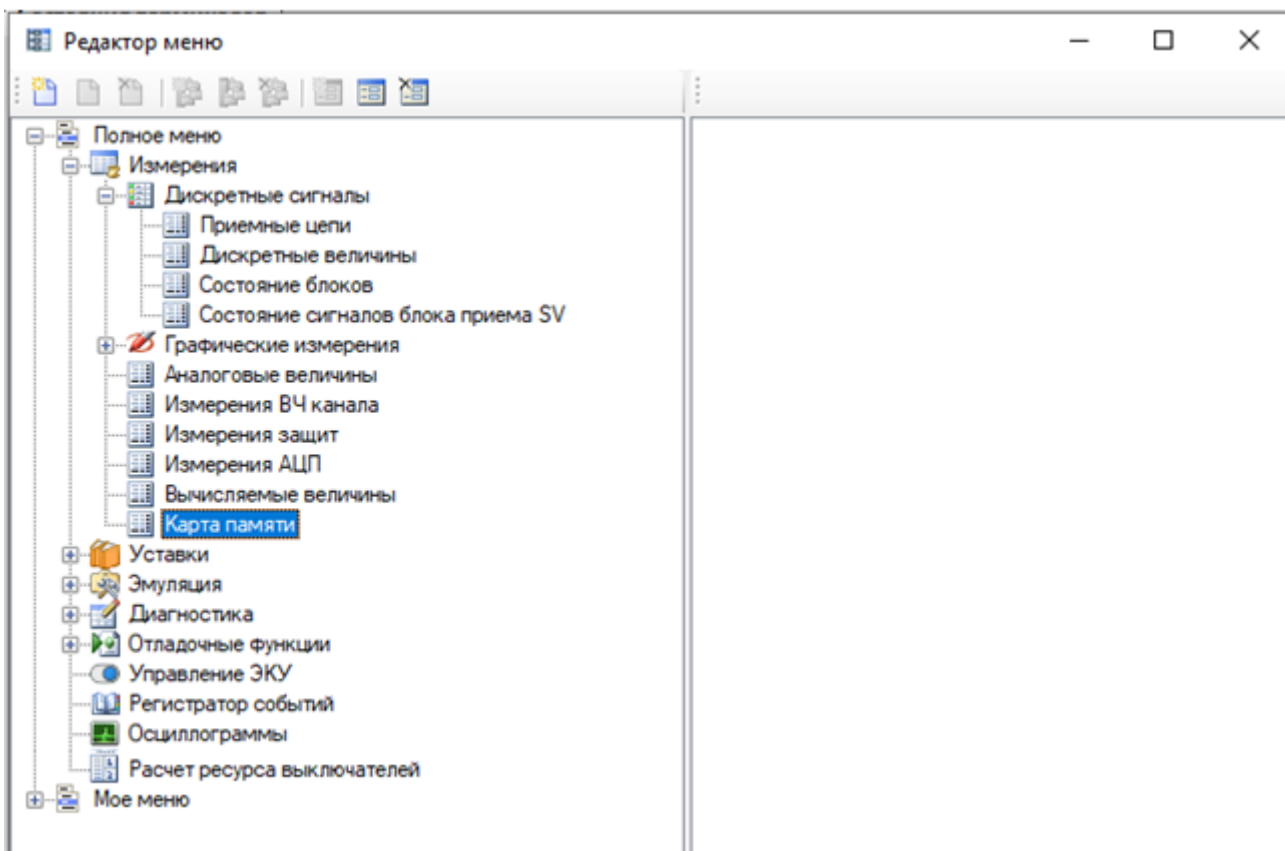 Редактор меню
Полное меню
Измерения
Дискретные сигналы
Приемные цепи
Дискретные величины
Состояние блоков
Состояние сигналов блока приема SV
Графические измерения
Аналоговые величины
Измерения ВЧ канала
Измерения защит
Измерения АЦП
Вычисляемые величины
Карта памяти
Уставки
Эмуляция
Диагностика
Отладочные функции
Управление ЭКУ
Регистратор событий
Осциллограммы
Расчет ресурса выключателей
Мое меню